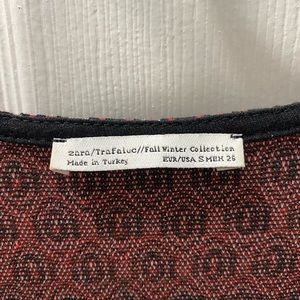 zara/Trafaluc//Fall Winter Collection
Made in Turkey EUR/USA S MEX 26